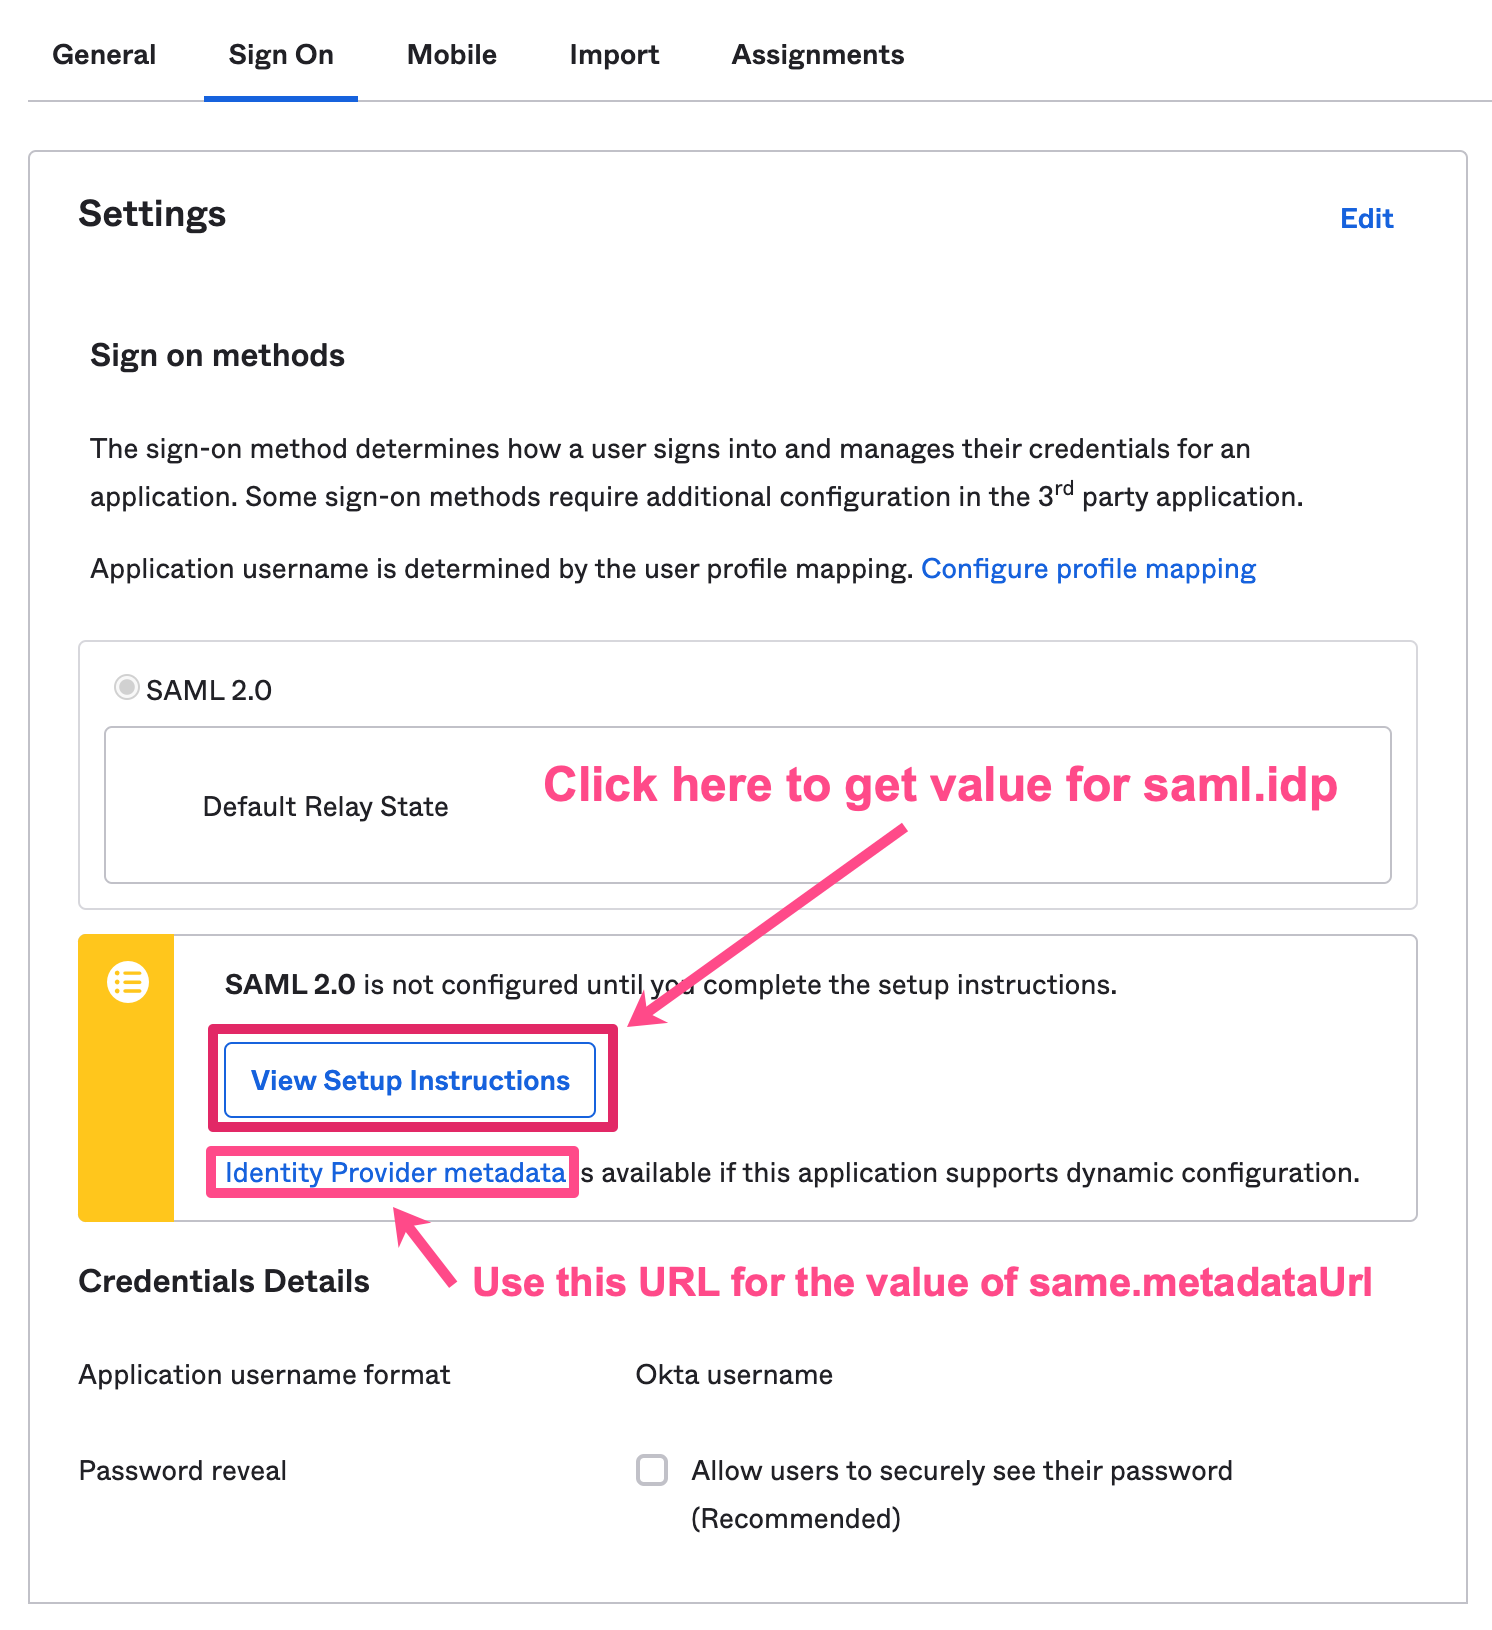 General Sign On Mobile Import Assignments
Settings
Edit
Sign on methods
The sign-on method determines how a user signs into and manages their credentials for an
application. Some sign-on methods require additional configuration in the 3rd party application.
Application username is determined by the user profile mapping. Configure profile mapping
SAML 2.0
Click here to get value for saml.idp
Default Relay State
SAML 2.0 is not configured until you complete the setup instructions.
View Setup Instructions
Identity Provider metadata s available if this application supports dynamic configuration.
Credentials Details
Use this URL for the value of same.metadataUrl
Application username format Okta username
Password reveal Allow users to securely see their password
(Recommended)